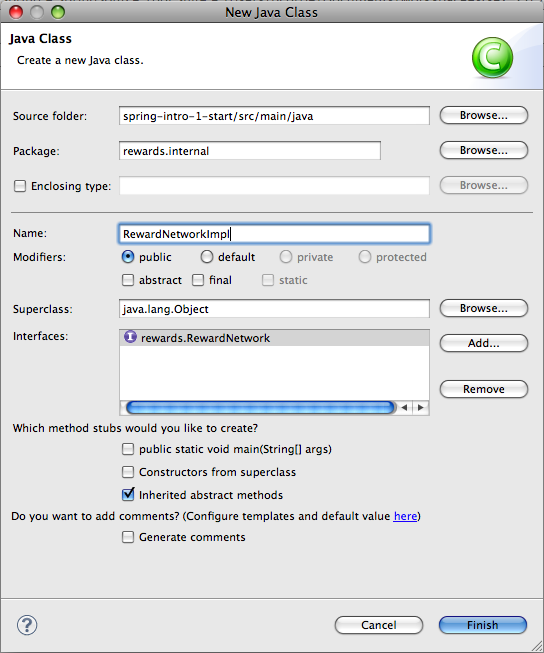 New Java Class
Java Class
Create a new Java class.
C
Source folder: spring-intro-1-start/src/main/java Browse...
Package: rewards.internal Browse...
Enclosing type: Browse...
Name: RewardNetworkImpl
Modifiers: public default private protected
abstract final static
Superclass: java.lang.Object Browse...
Interfaces: I rewards.RewardNetwork Add...
Remove
Which method stubs would you like to create?
public static void main(String[] args)
Constructors from superclass
Inherited abstract methods
Do you want to add comments? (Configure templates and default value here)
Generate comments
? Cancel Finish